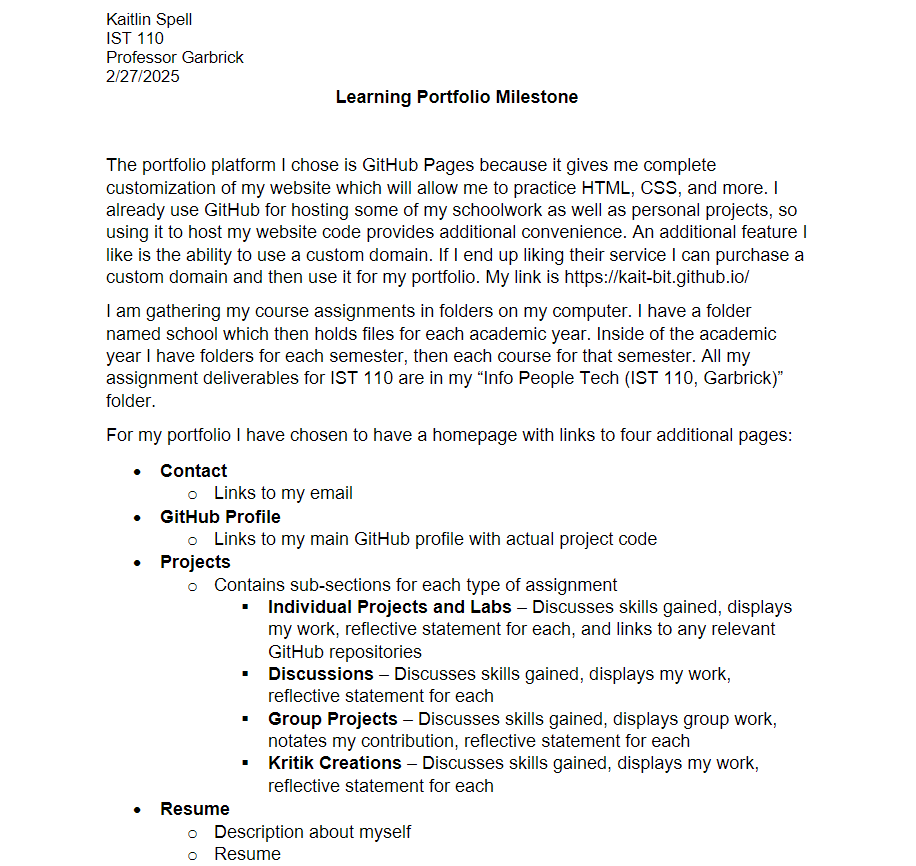 Kaitlin Spell
IST 110
Professor Garbrick
2/27/2025
Learning Portfolio Milestone
The portfolio platform I chose is GitHub Pages because it gives me complete
customization of my website which will allow me to practice HTML, CSS, and more. I
already use GitHub for hosting some of my schoolwork as well as personal projects, so
using it to host my website code provides additional convenience. An additional feature I
like is the ability to use a custom domain. If I end up liking their service I can purchase a
custom domain and then use it for my portfolio. My link is https://kait-bit.github.io/
I am gathering my course assignments in folders on my computer. I have a folder
named school which then holds files for each academic year. Inside of the academic
year I have folders for each semester, then each course for that semester. All my
assignment deliverables for IST 110 are in my “Info People Tech (IST 110, Garbrick)”
folder.
For my portfolio I have chosen to have a homepage with links to four additional pages:
• Contact
o Links to my email
• GitHub Profile
o Links to my main GitHub profile with actual project code
• Projects
o Contains sub-sections for each type of assignment
▪ Individual Projects and Labs – Discusses skills gained, displays
my work, reflective statement for each, and links to any relevant
GitHub repositories
▪ Discussions – Discusses skills gained, displays my work,
reflective statement for each
▪ Group Projects – Discusses skills gained, displays group work,
notates my contribution, reflective statement for each
▪ Kritik Creations – Discusses skills gained, displays my work,
reflective statement for each
• Resume
o Description about myself
o Resume